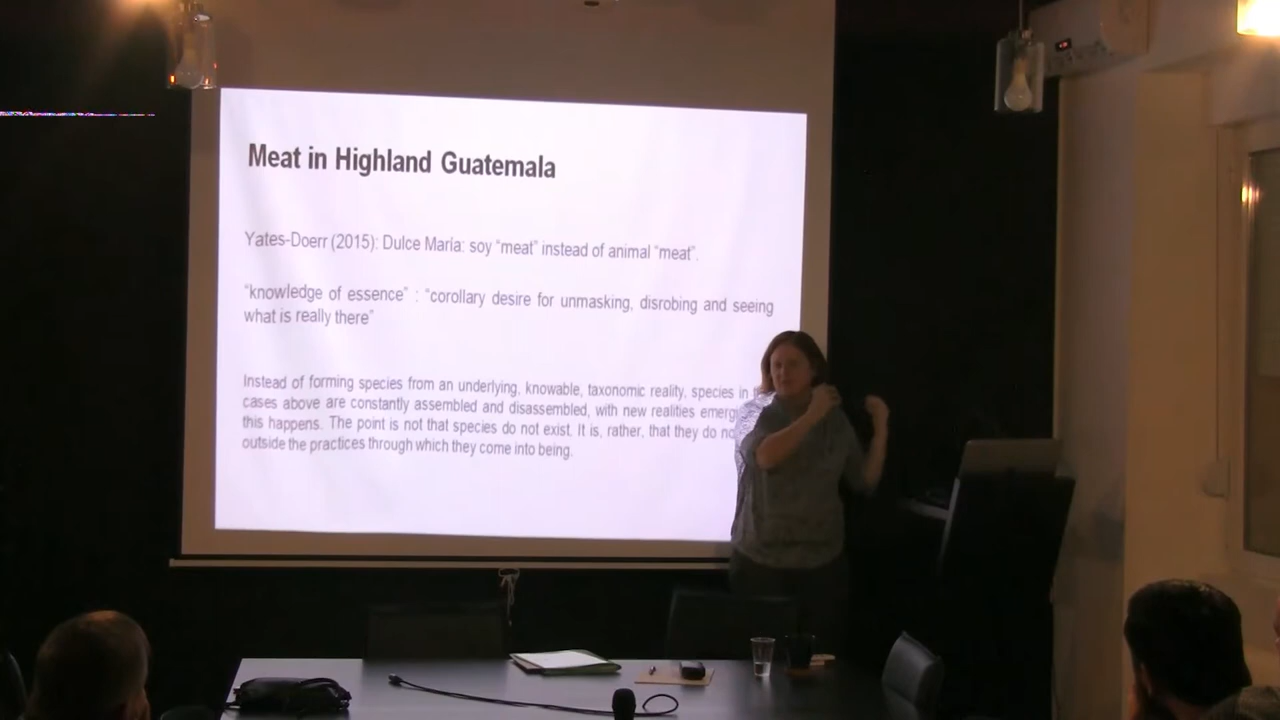 Meat in Highland Guatemala
Yates-Doerr (2015): Dulce María: soy “meat” instead of animal “meat”.
“knowledge of essence” : “corollary desire for unmasking, disrobing and seeing
what is really there”
Instead of forming species from an underlying, knowable, taxonomic reality, species in
cases above are constantly assembled and disassembled, with new realities
this happens. The point is not that species do not exist. It is, rather, that they do
outside the practices through which they come into being.